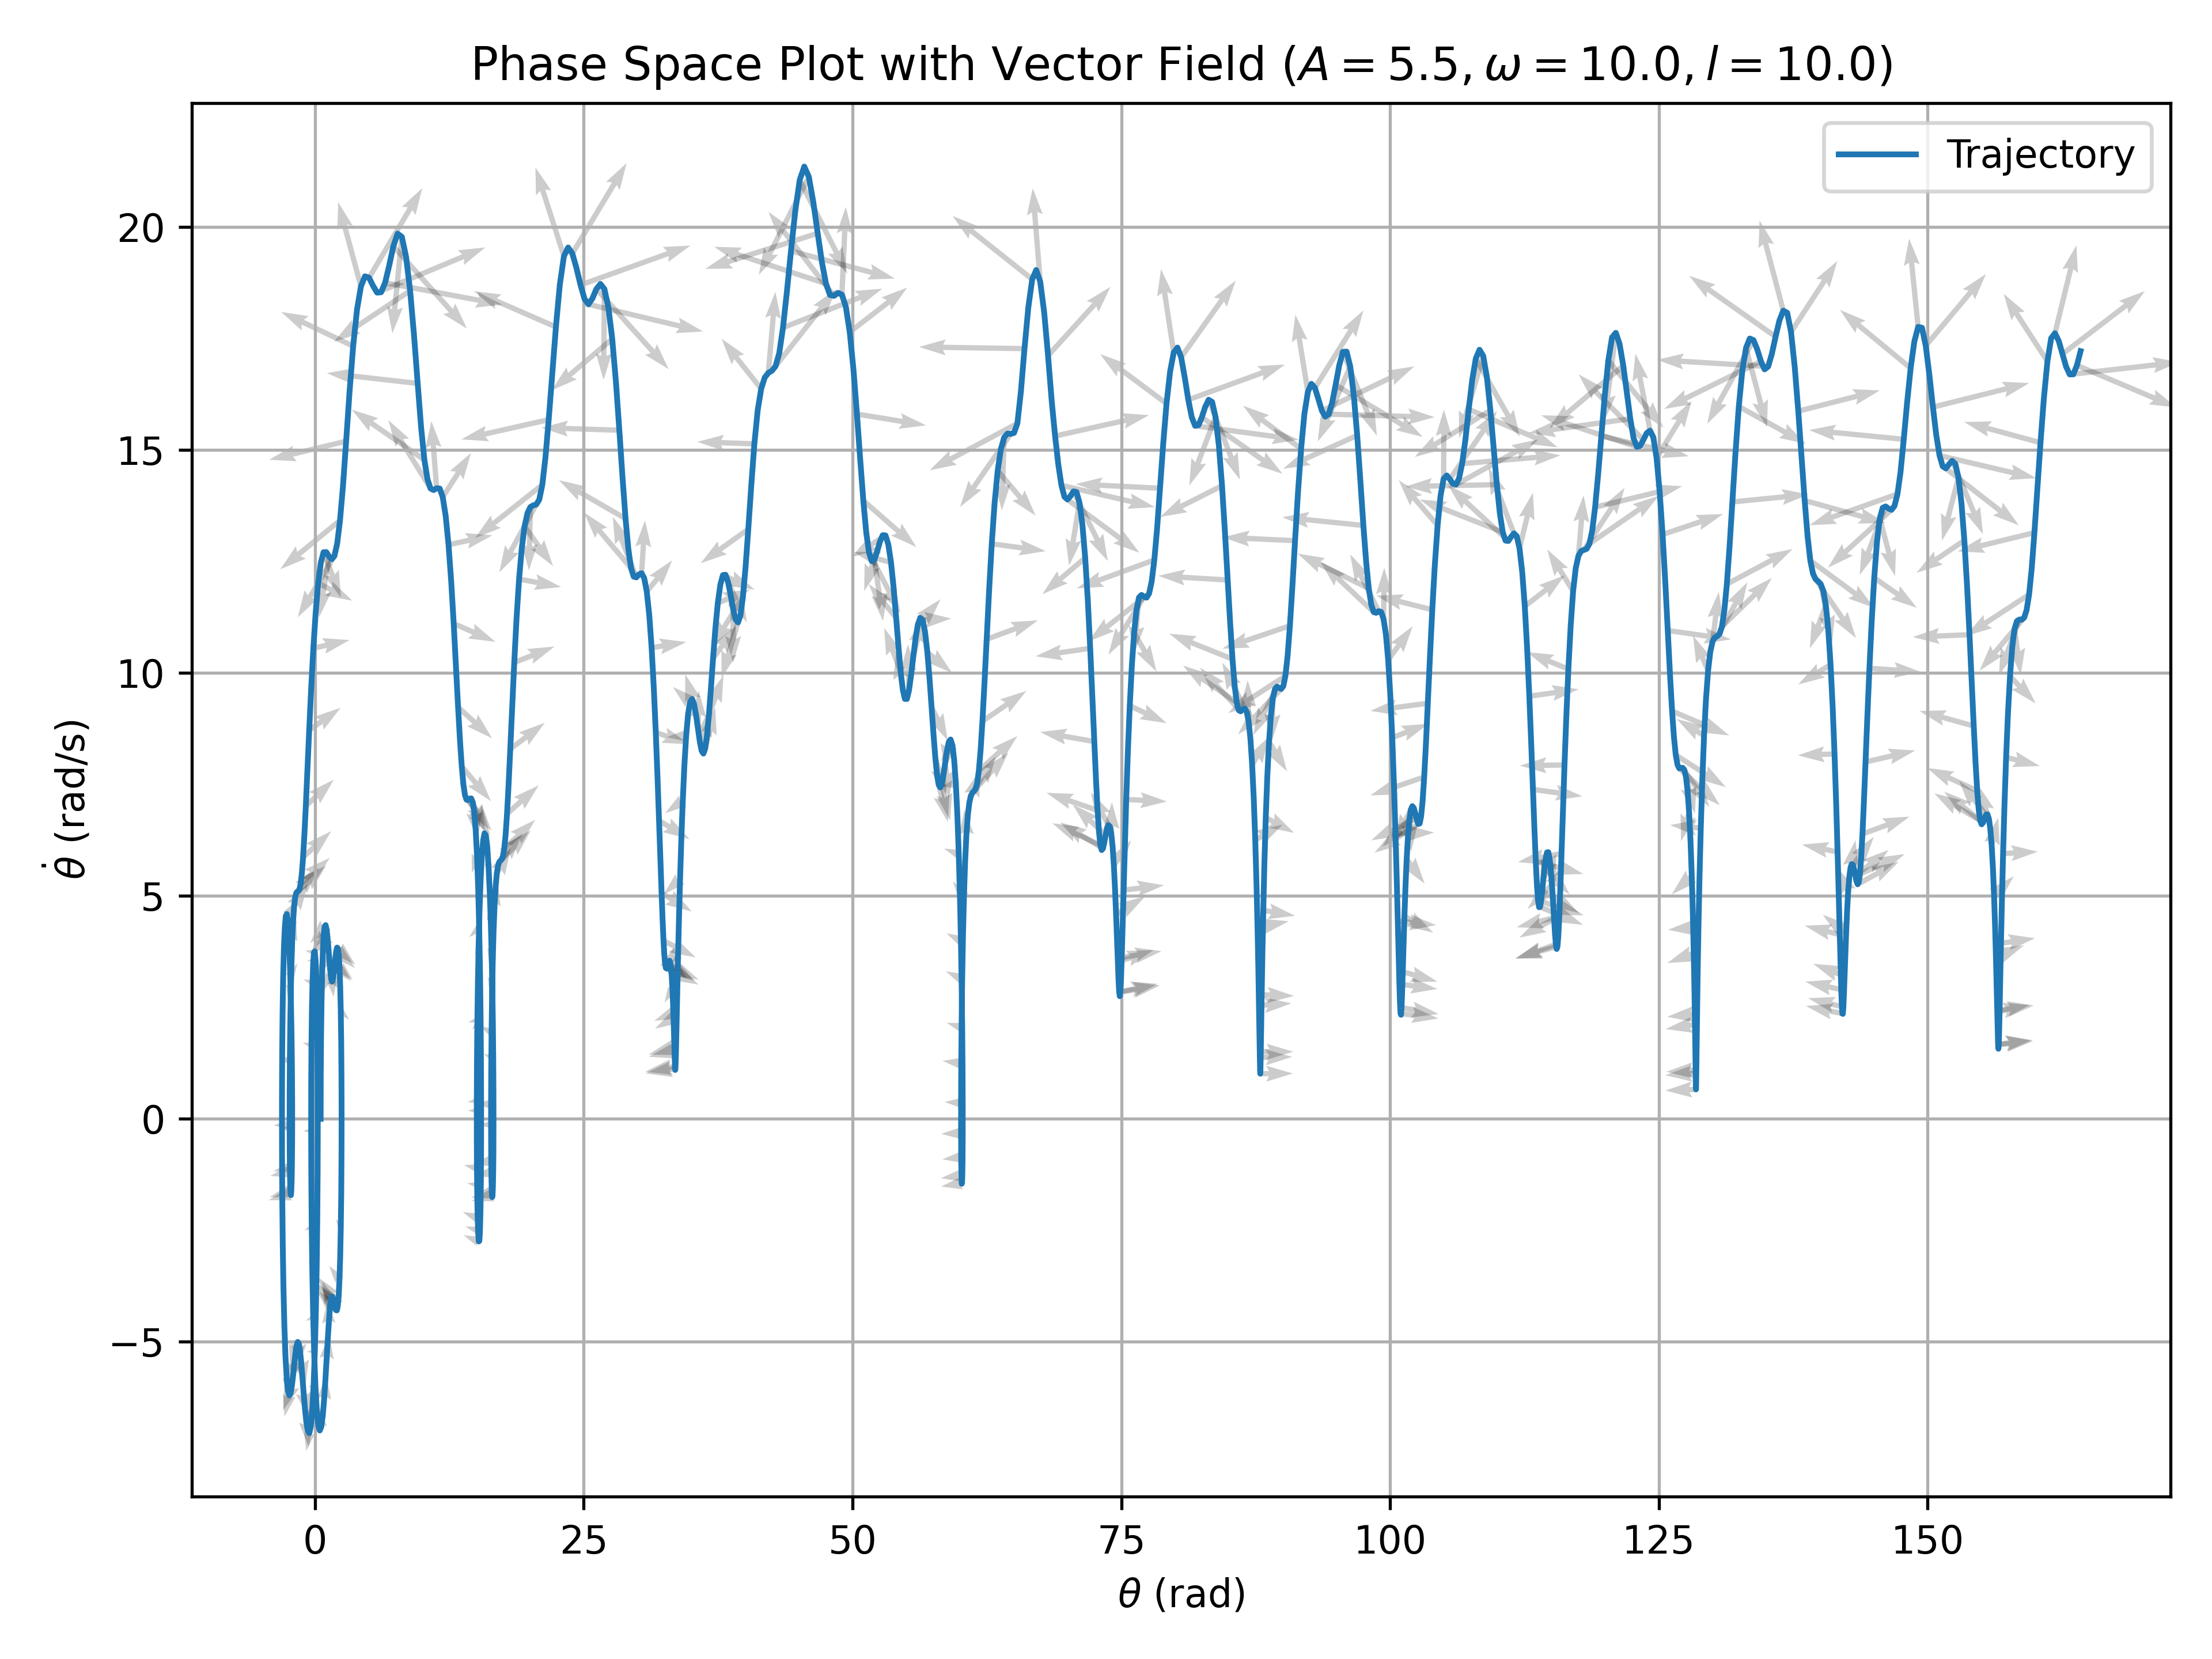 Phase Space Plot with Vector Field (A = 5.5, ω = 10.0, l = 10.0)
Trajectory
20
15
10
5
0
−5
θ̇ (rad/s)
0 25 50 75 100 125 150
θ (rad)